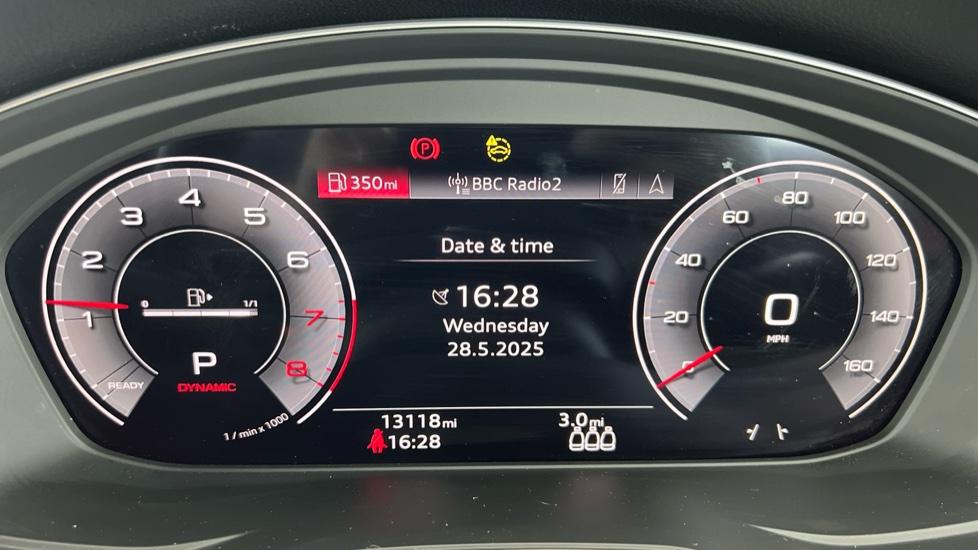 P
350mi
BBC Radio2
1
2
3
4
5
6
7
8
READY
1 / min x 1000
0
1/1
P
DYNAMIC
Date & time
16:28
Wednesday
28.5.2025
13118mi
3.0mi
16:28
0
20
40
60
80
100
120
140
160
0
MPH